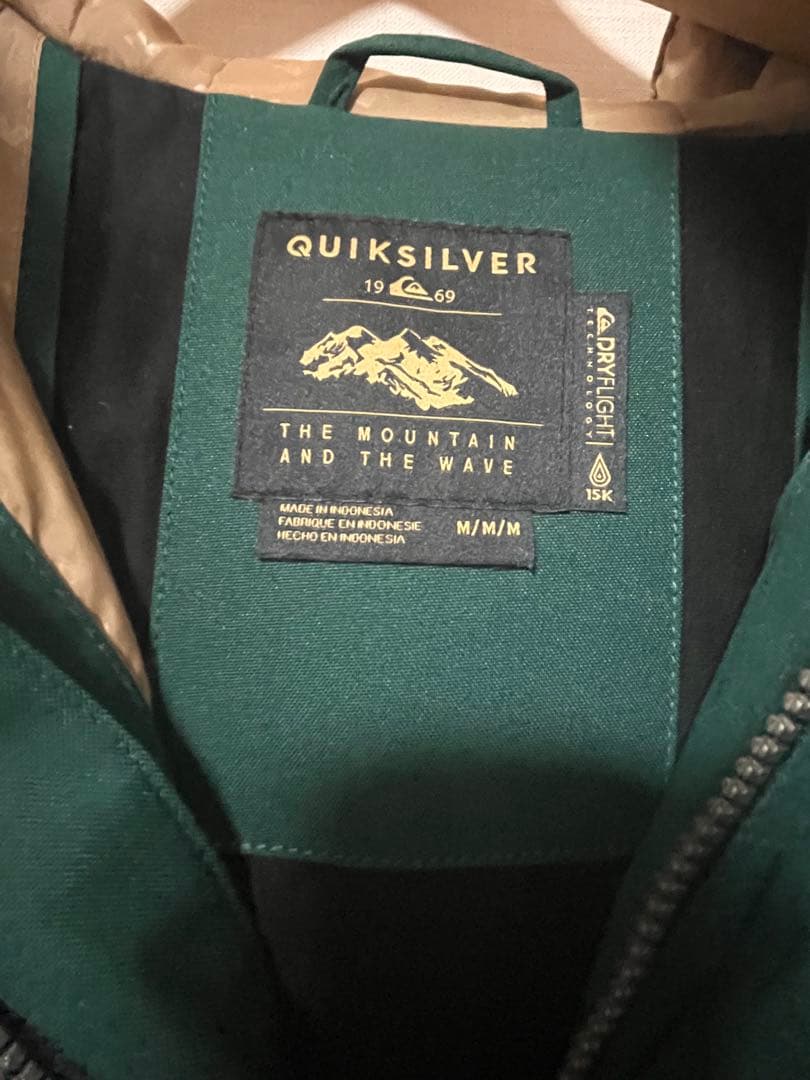 QUIKSILVER
19 69
THE MOUNTAIN
AND THE WAVE
MADE IN INDONESIA
FABRIQUE EN INDONESIE
HECHO EN INDONESIA
M/M/M
DRYFLIGHT
TECHNOLOGY
15K